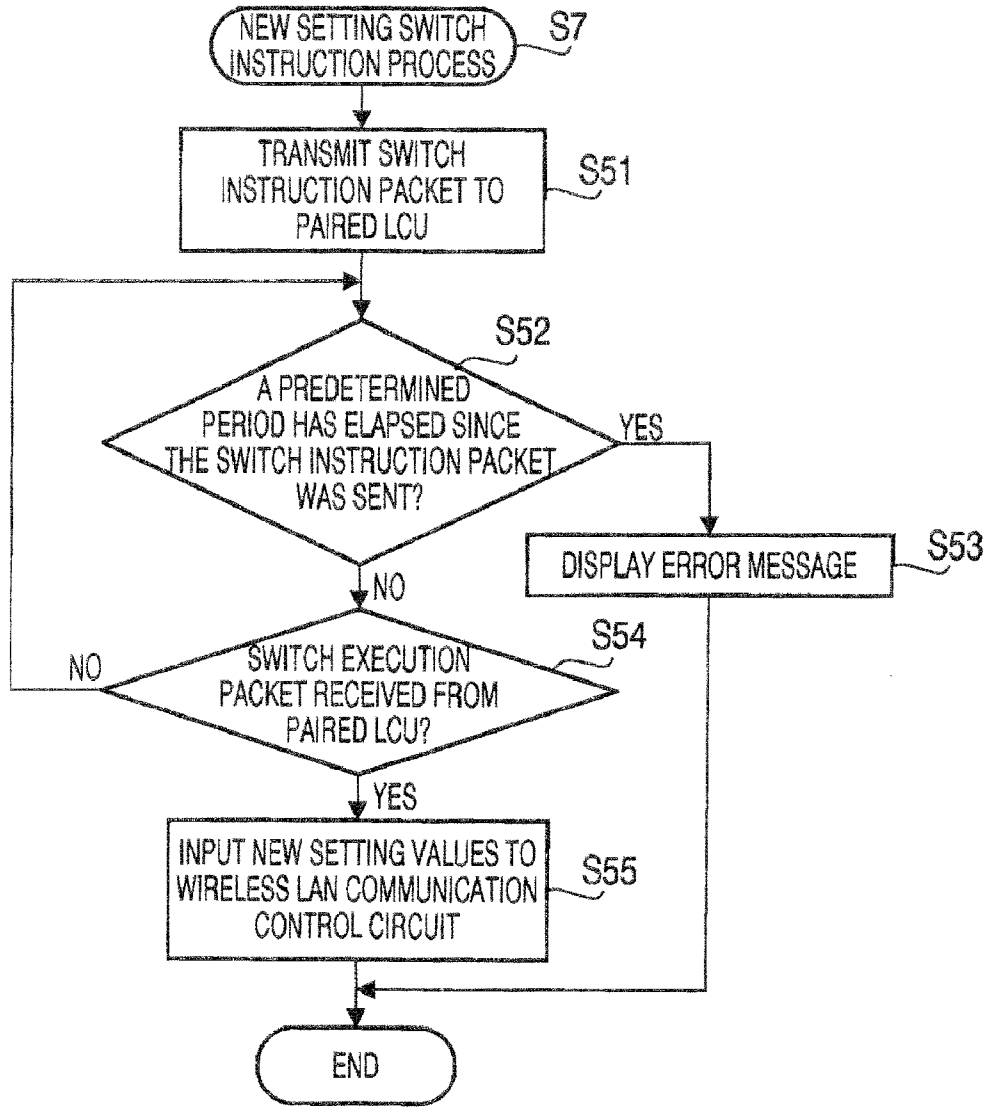 NEW SETTING SWITCH
INSTRUCTION PROCESS
S7
TRANSMIT SWITCH
INSTRUCTION PACKET TO
PAIRED LCU
S51
S52
A PREDETERMINED
PERIOD HAS ELAPSED SINCE
THE SWITCH INSTRUCTION PACKET
WAS SENT?
YES
DISPLAY ERROR MESSAGE
S53
NO
S54
NO
SWITCH EXECUTION
PACKET RECEIVED FROM
PAIRED LCU?
YES
INPUT NEW SETTING VALUES TO
WIRELESS LAN COMMUNICATION
CONTROL CIRCUIT
S55
END